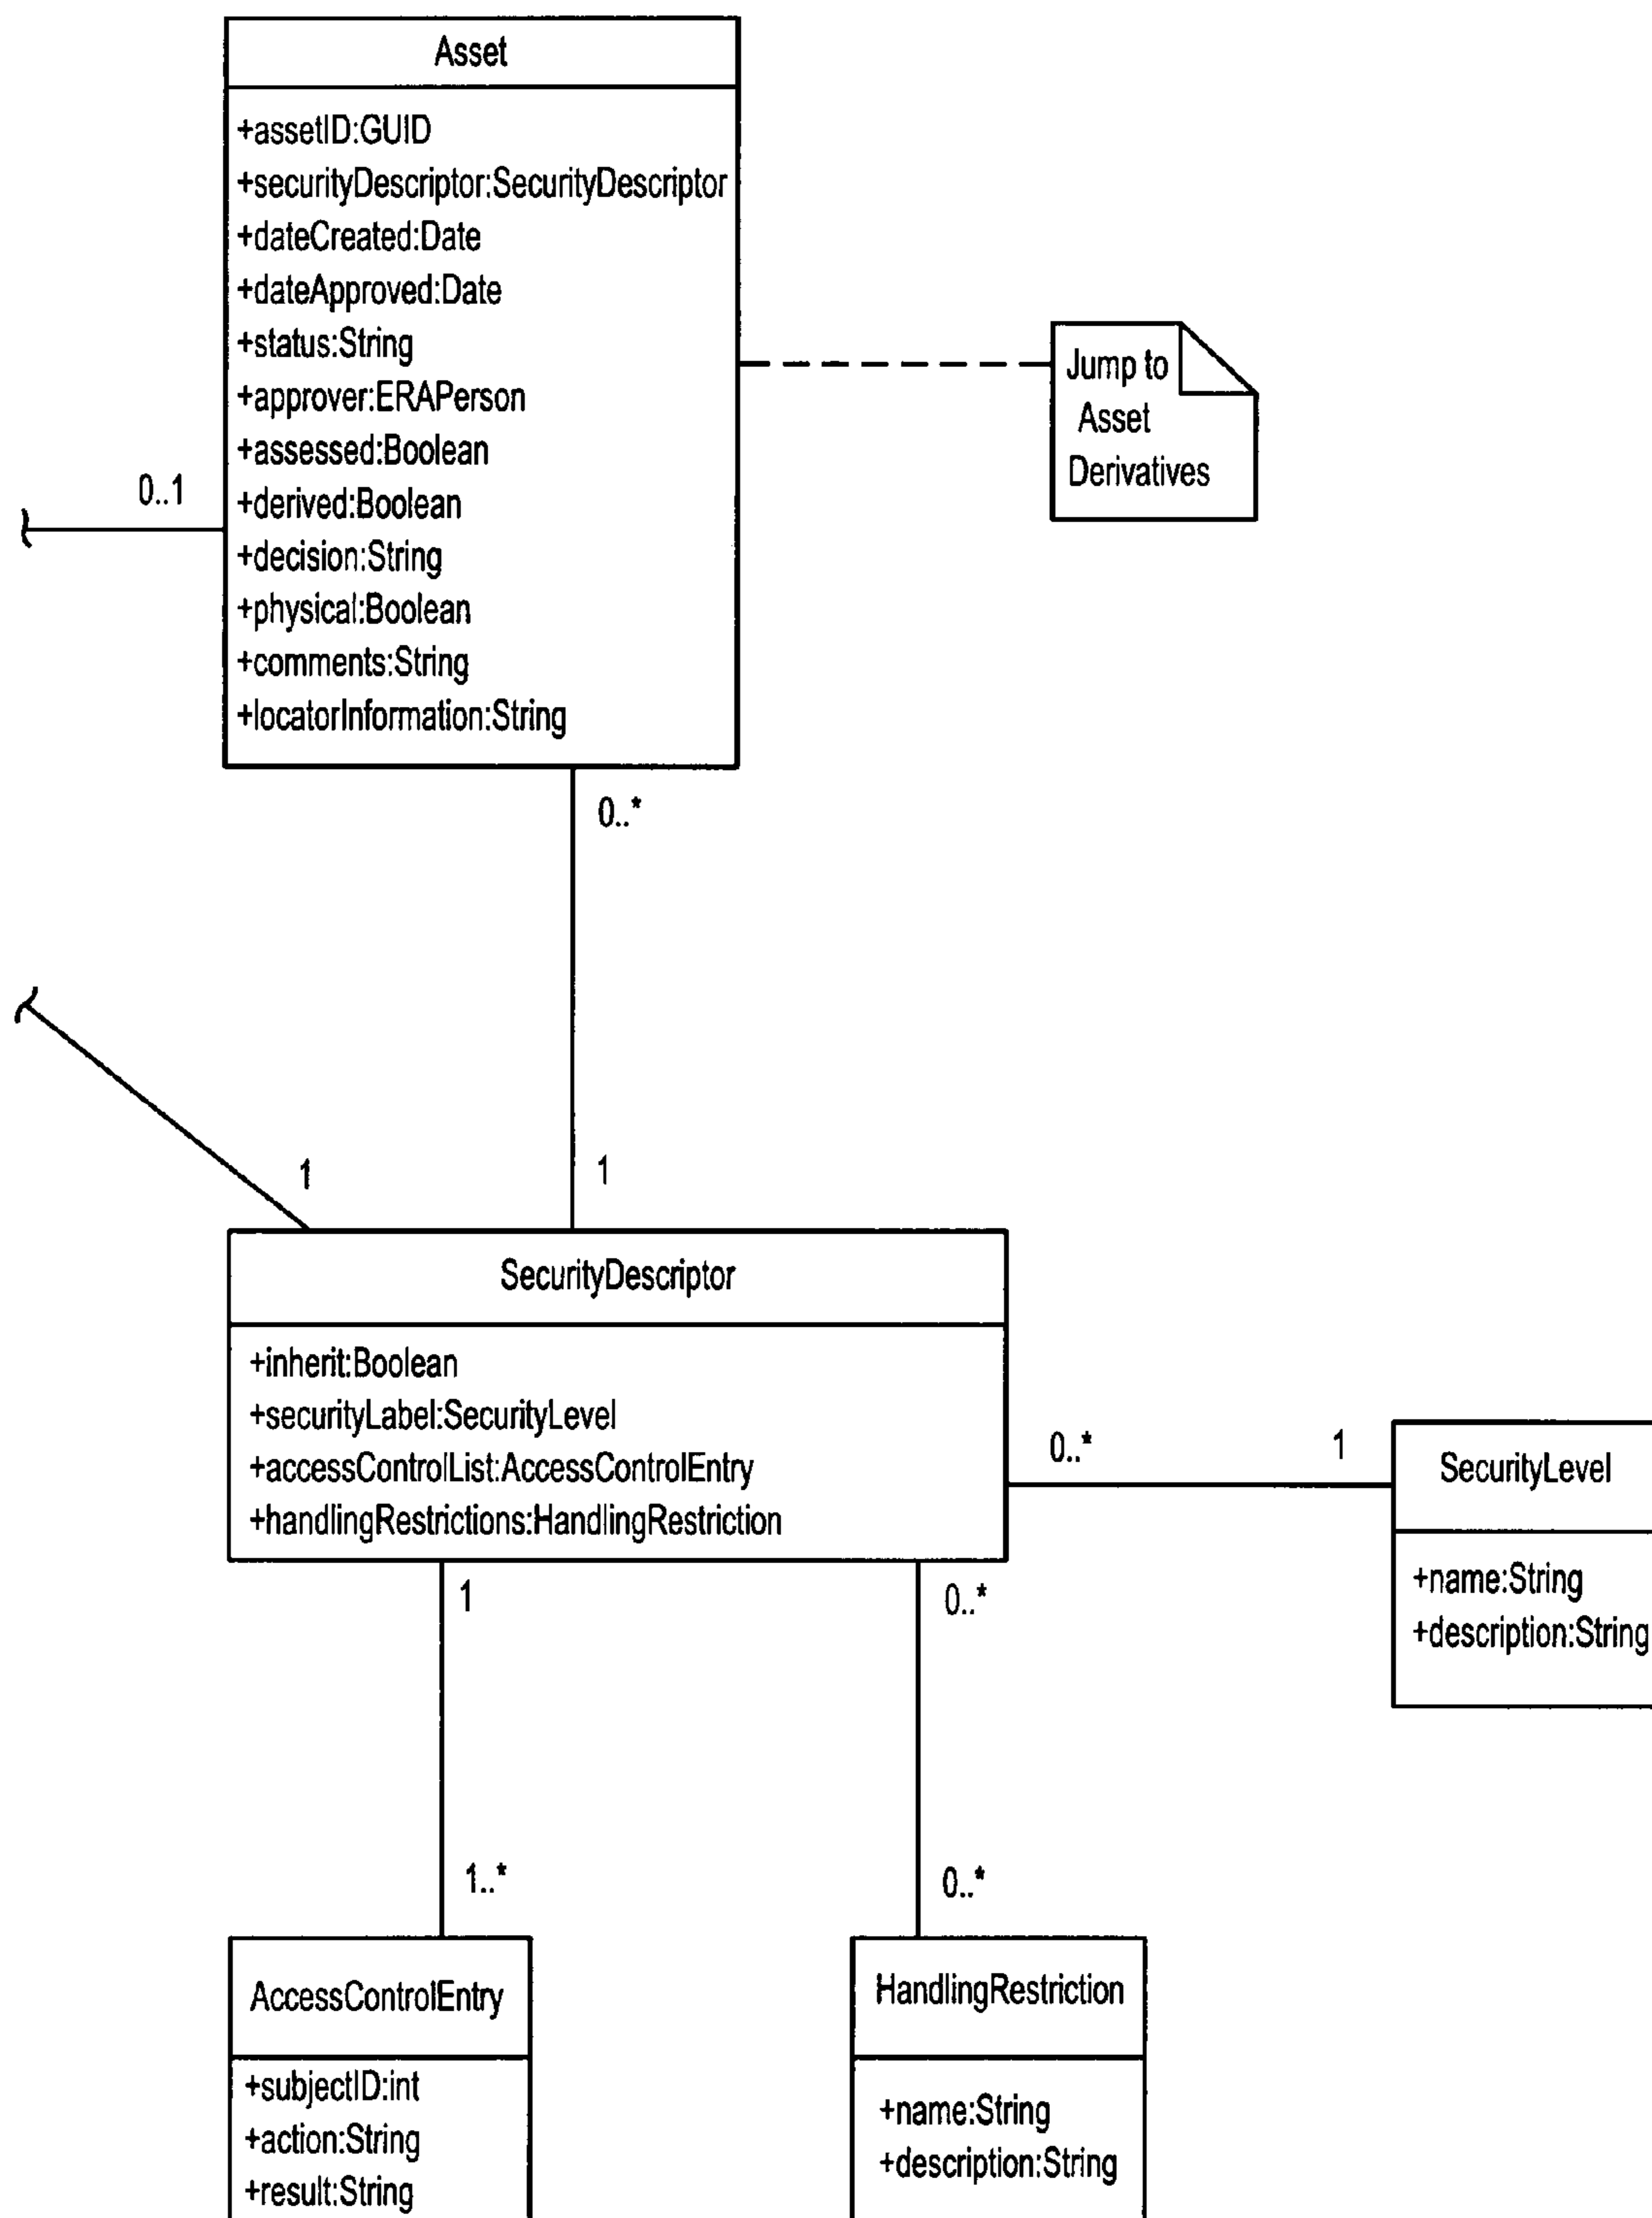 Asset
+assetID:GUID
+securityDescriptor:SecurityDescriptor
+dateCreated:Date
+dateApproved:Date
+status:String
+approver:ERAPerson
+assessed:Boolean
+derived:Boolean
+decision:String
+physical:Boolean
+comments:String
+locatorInformation:String
Jump to
Asset
Derivatives
0..1
0..*
1
1
SecurityDescriptor
+inherit:Boolean
+securityLabel:SecurityLevel
+accessControlList:AccessControlEntry
+handlingRestrictions:HandlingRestriction
0..*
1
SecurityLevel
+name:String
+description:String
1
0..*
1..*
0..*
AccessControlEntry
+subjectID:int
+action:String
+result:String
HandlingRestriction
+name:String
+description:String